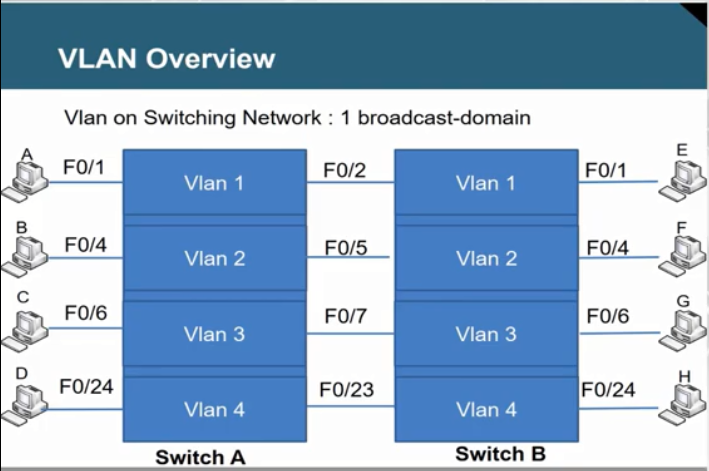 VLAN Overview
Vlan on Switching Network : 1 broadcast-domain
A F0/1 Vlan 1 F0/2 Vlan 1 F0/1 E
B F0/4 Vlan 2 F0/5 Vlan 2 F0/4 F
C F0/6 Vlan 3 F0/7 Vlan 3 F0/6 G
D F0/24 Vlan 4 F0/23 Vlan 4 F0/24 H
Switch A Switch B